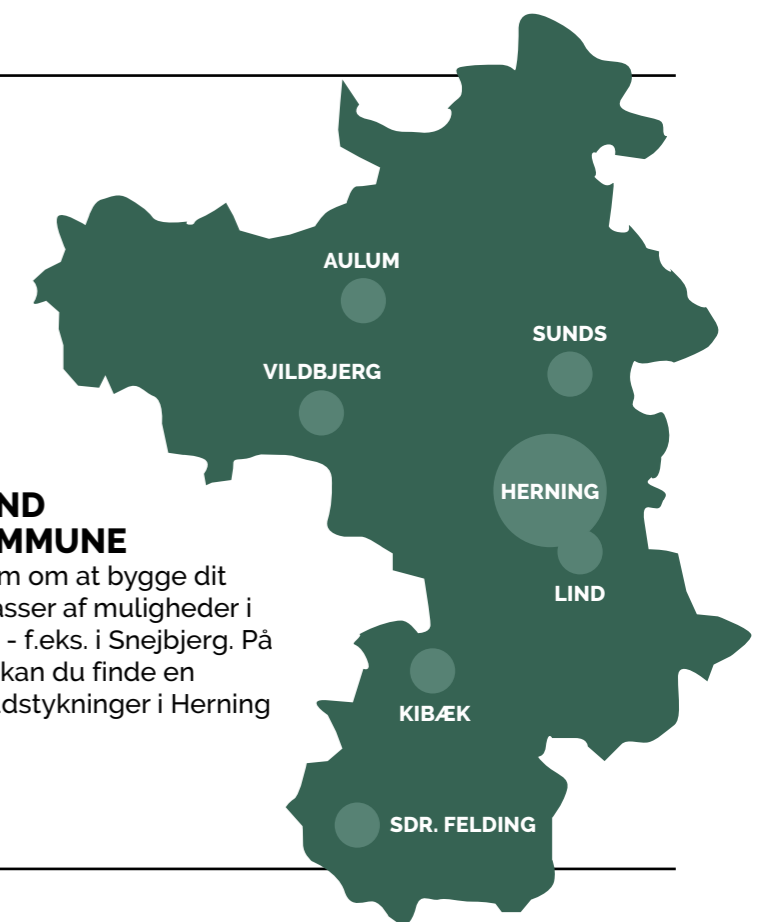 AULUM
SUNDS
VILDBJERG
HERNING
LIND
KIBÆK
SDR. FELDING
ND
MMUNE
m om at bygge dit
asser af muligheder i
- f.eks. i Snejbjerg. På
kan du finde en
dstykninger i Herning